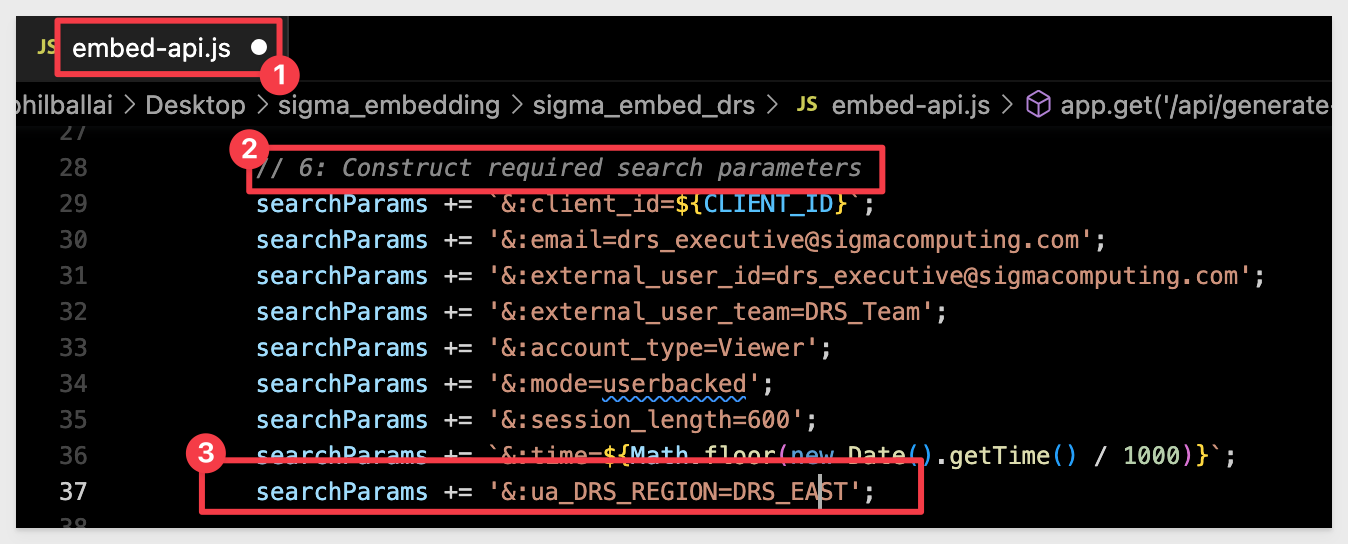 JS embed-api.js
1
philballai > Desktop > sigma_embedding > sigma_embed_drs > JS embed-api.js > app.get('/api/generate-
27
2
28 // 6: Construct required search parameters
29 searchParams += `&:client_id=${CLIENT_ID}`;
30 searchParams += '&:email=drs_executive@sigmacomputing.com';
31 searchParams += '&:external_user_id=drs_executive@sigmacomputing.com';
32 searchParams += '&:external_user_team=DRS_Team';
33 searchParams += '&:account_type=Viewer';
34 searchParams += '&:mode=userbacked';
35 searchParams += '&:session_length=600';
3
36 searchParams += `&:time=${Math.floor(new Date().getTime() / 1000)}`;
37 searchParams += '&:ua_DRS_REGION=DRS_EAST';
38